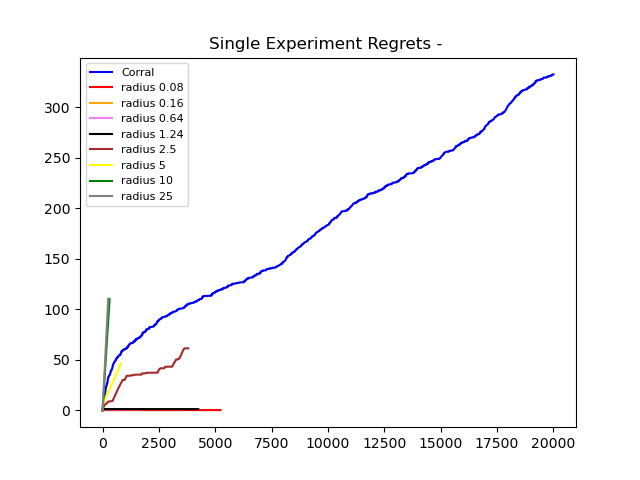 Single Experiment Regrets -
Corral
radius 0.08
radius 0.16
radius 0.64
radius 1.24
radius 2.5
radius 5
radius 10
radius 25
300
250
200
150
100
50
0
0 2500 5000 7500 10000 12500 15000 17500 20000